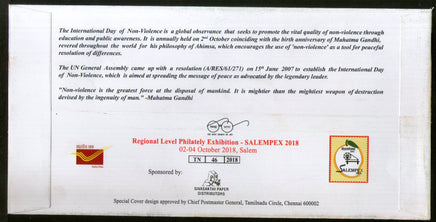 The International Day of Non-Violence is a global observance that seeks to promote the vital quality of non-violence through
education and public awareness. It is annually held on 2nd October coinciding with the birth anniversary of Mahatma Gandhi,
revered throughout the world for his philosophy of Ahimsa, which encourages the use of 'non-violence' as a tool for peaceful
resolution of differences.
The UN General Assembly came up with a resolution (A/RES/61/271) on 15th June 2007 to establish the International Day
of Non-Violence, which is aimed at spreading the message of peace as advocated by the legendary leader.
"Non-violence is the greatest force at the disposal of mankind. It is mightier than the mightiest weapon of destruction
devised by the ingenuity of man." -Mahatma Gandhi
Regional Level Philately Exhibition - SALEMPEX 2018
02-04 October 2018, Salem
TN 46 2018
Sponsored by:
SIVAKASTHI PAPER
DISTRIBUTORS
SALEMPEX
Special Cover design approved by Chief Postmaster General, Tamilnadu Circle, Chennai 600002